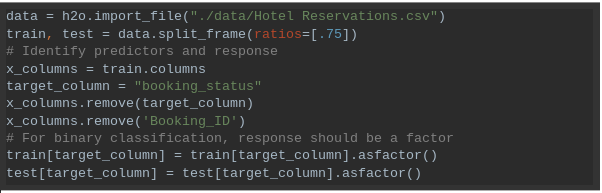 data = h2o.import_file("./data/Hotel Reservations.csv")
train, test = data.split_frame(ratios=[.75])
# Identify predictors and response
x_columns = train.columns
target_column = "booking_status"
x_columns.remove(target_column)
x_columns.remove('Booking_ID')
# For binary classification, response should be a factor
train[target_column] = train[target_column].asfactor()
test[target_column] = test[target_column].asfactor()